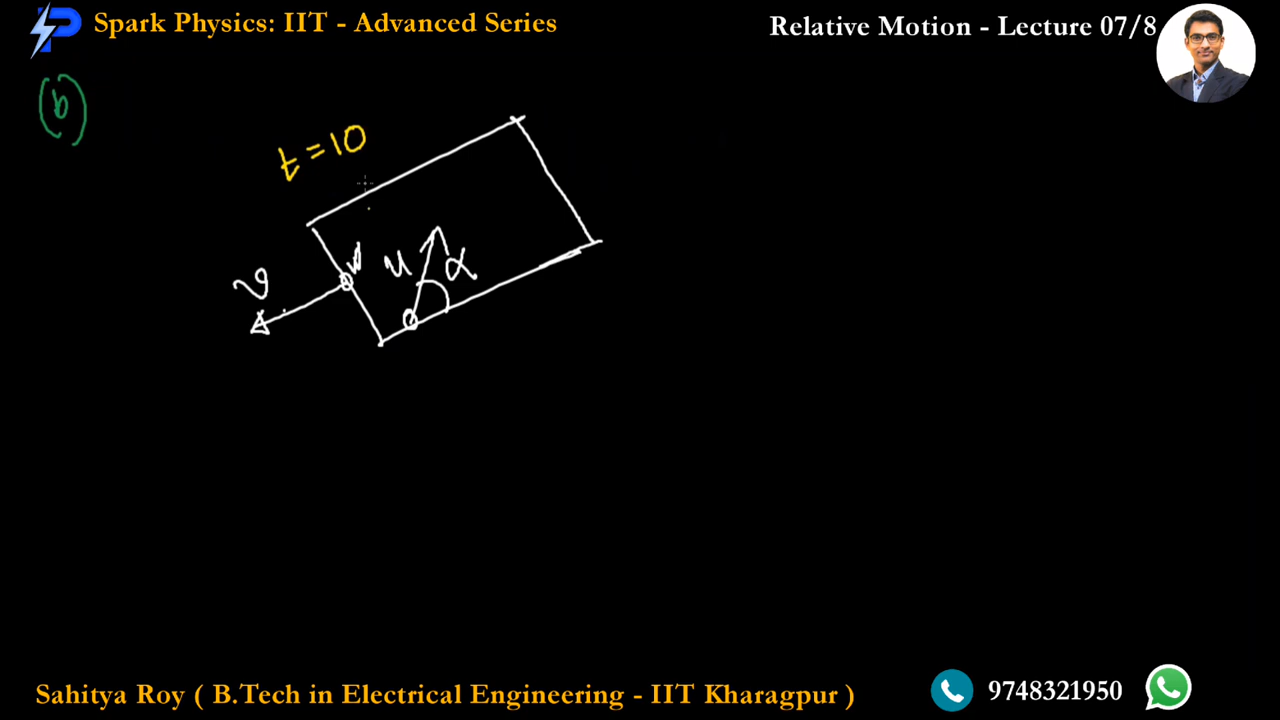 Spark Physics: IIT - Advanced Series
Relative Motion - Lecture 07/8
(b)
t = 10
v
u
α
Sahitya Roy ( B.Tech in Electrical Engineering - IIT Kharagpur )
9748321950